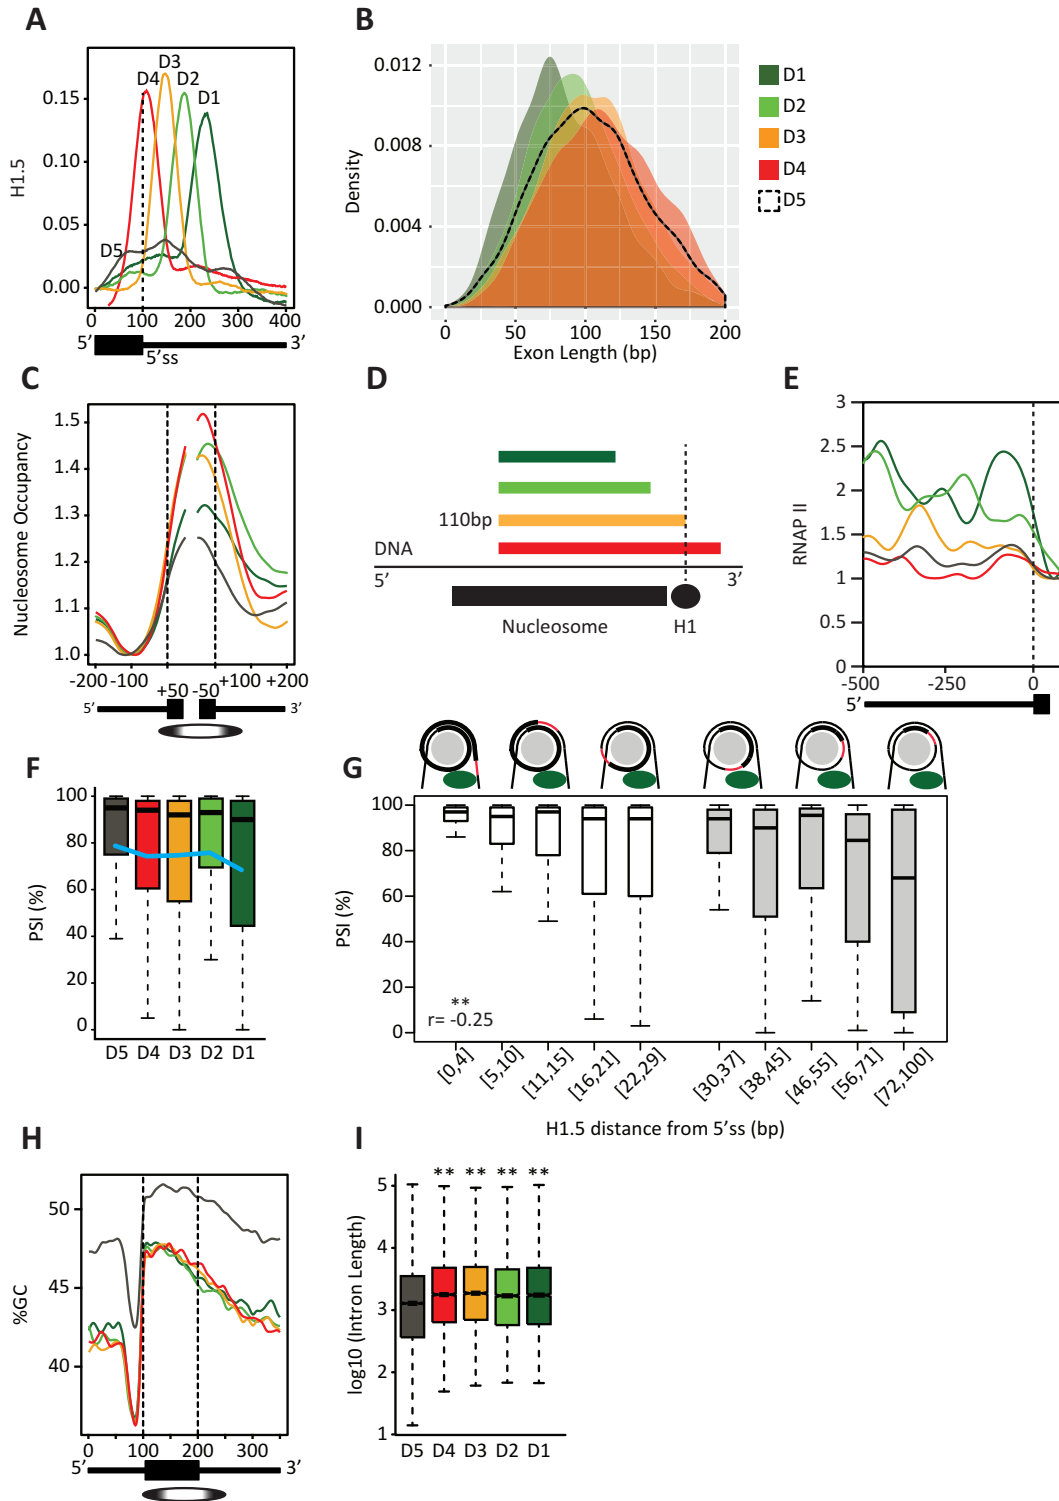 A
H1.5
0.15
0.10
0.05
0.00
D4
D3
D2
D1
D5
0 100 200 300 400
5' 5'ss 3'
B
Density
0.012
0.008
0.004
0.000
0 50 100 150 200
Exon Length (bp)
D1
D2
D3
D4
D5
C
Nucleosome Occupancy
1.5
1.4
1.3
1.2
1.1
1.0
-200 -100 +50 -50 +100 +200
5' 3'
D
110bp
DNA
5' 3'
Nucleosome H1
E
RNAP II
3
2.5
2
1.5
1
0.5
0
-500 -250 0
5'
F
PSI (%)
100
80
60
40
20
0
D5 D4 D3 D2 D1
G
PSI (%)
100
80
60
40
20
0
**
r= -0.25
[0,4] [5,10] [11,15] [16,21] [22,29] [30,37] [38,45] [46,55] [56,71] [72,100]
H1.5 distance from 5'ss (bp)
H
%GC
50
45
40
0 100 200 300
5' 3'
I
log10 (Intron Length)
5
4
3
2
1
** ** ** **
D5 D4 D3 D2 D1